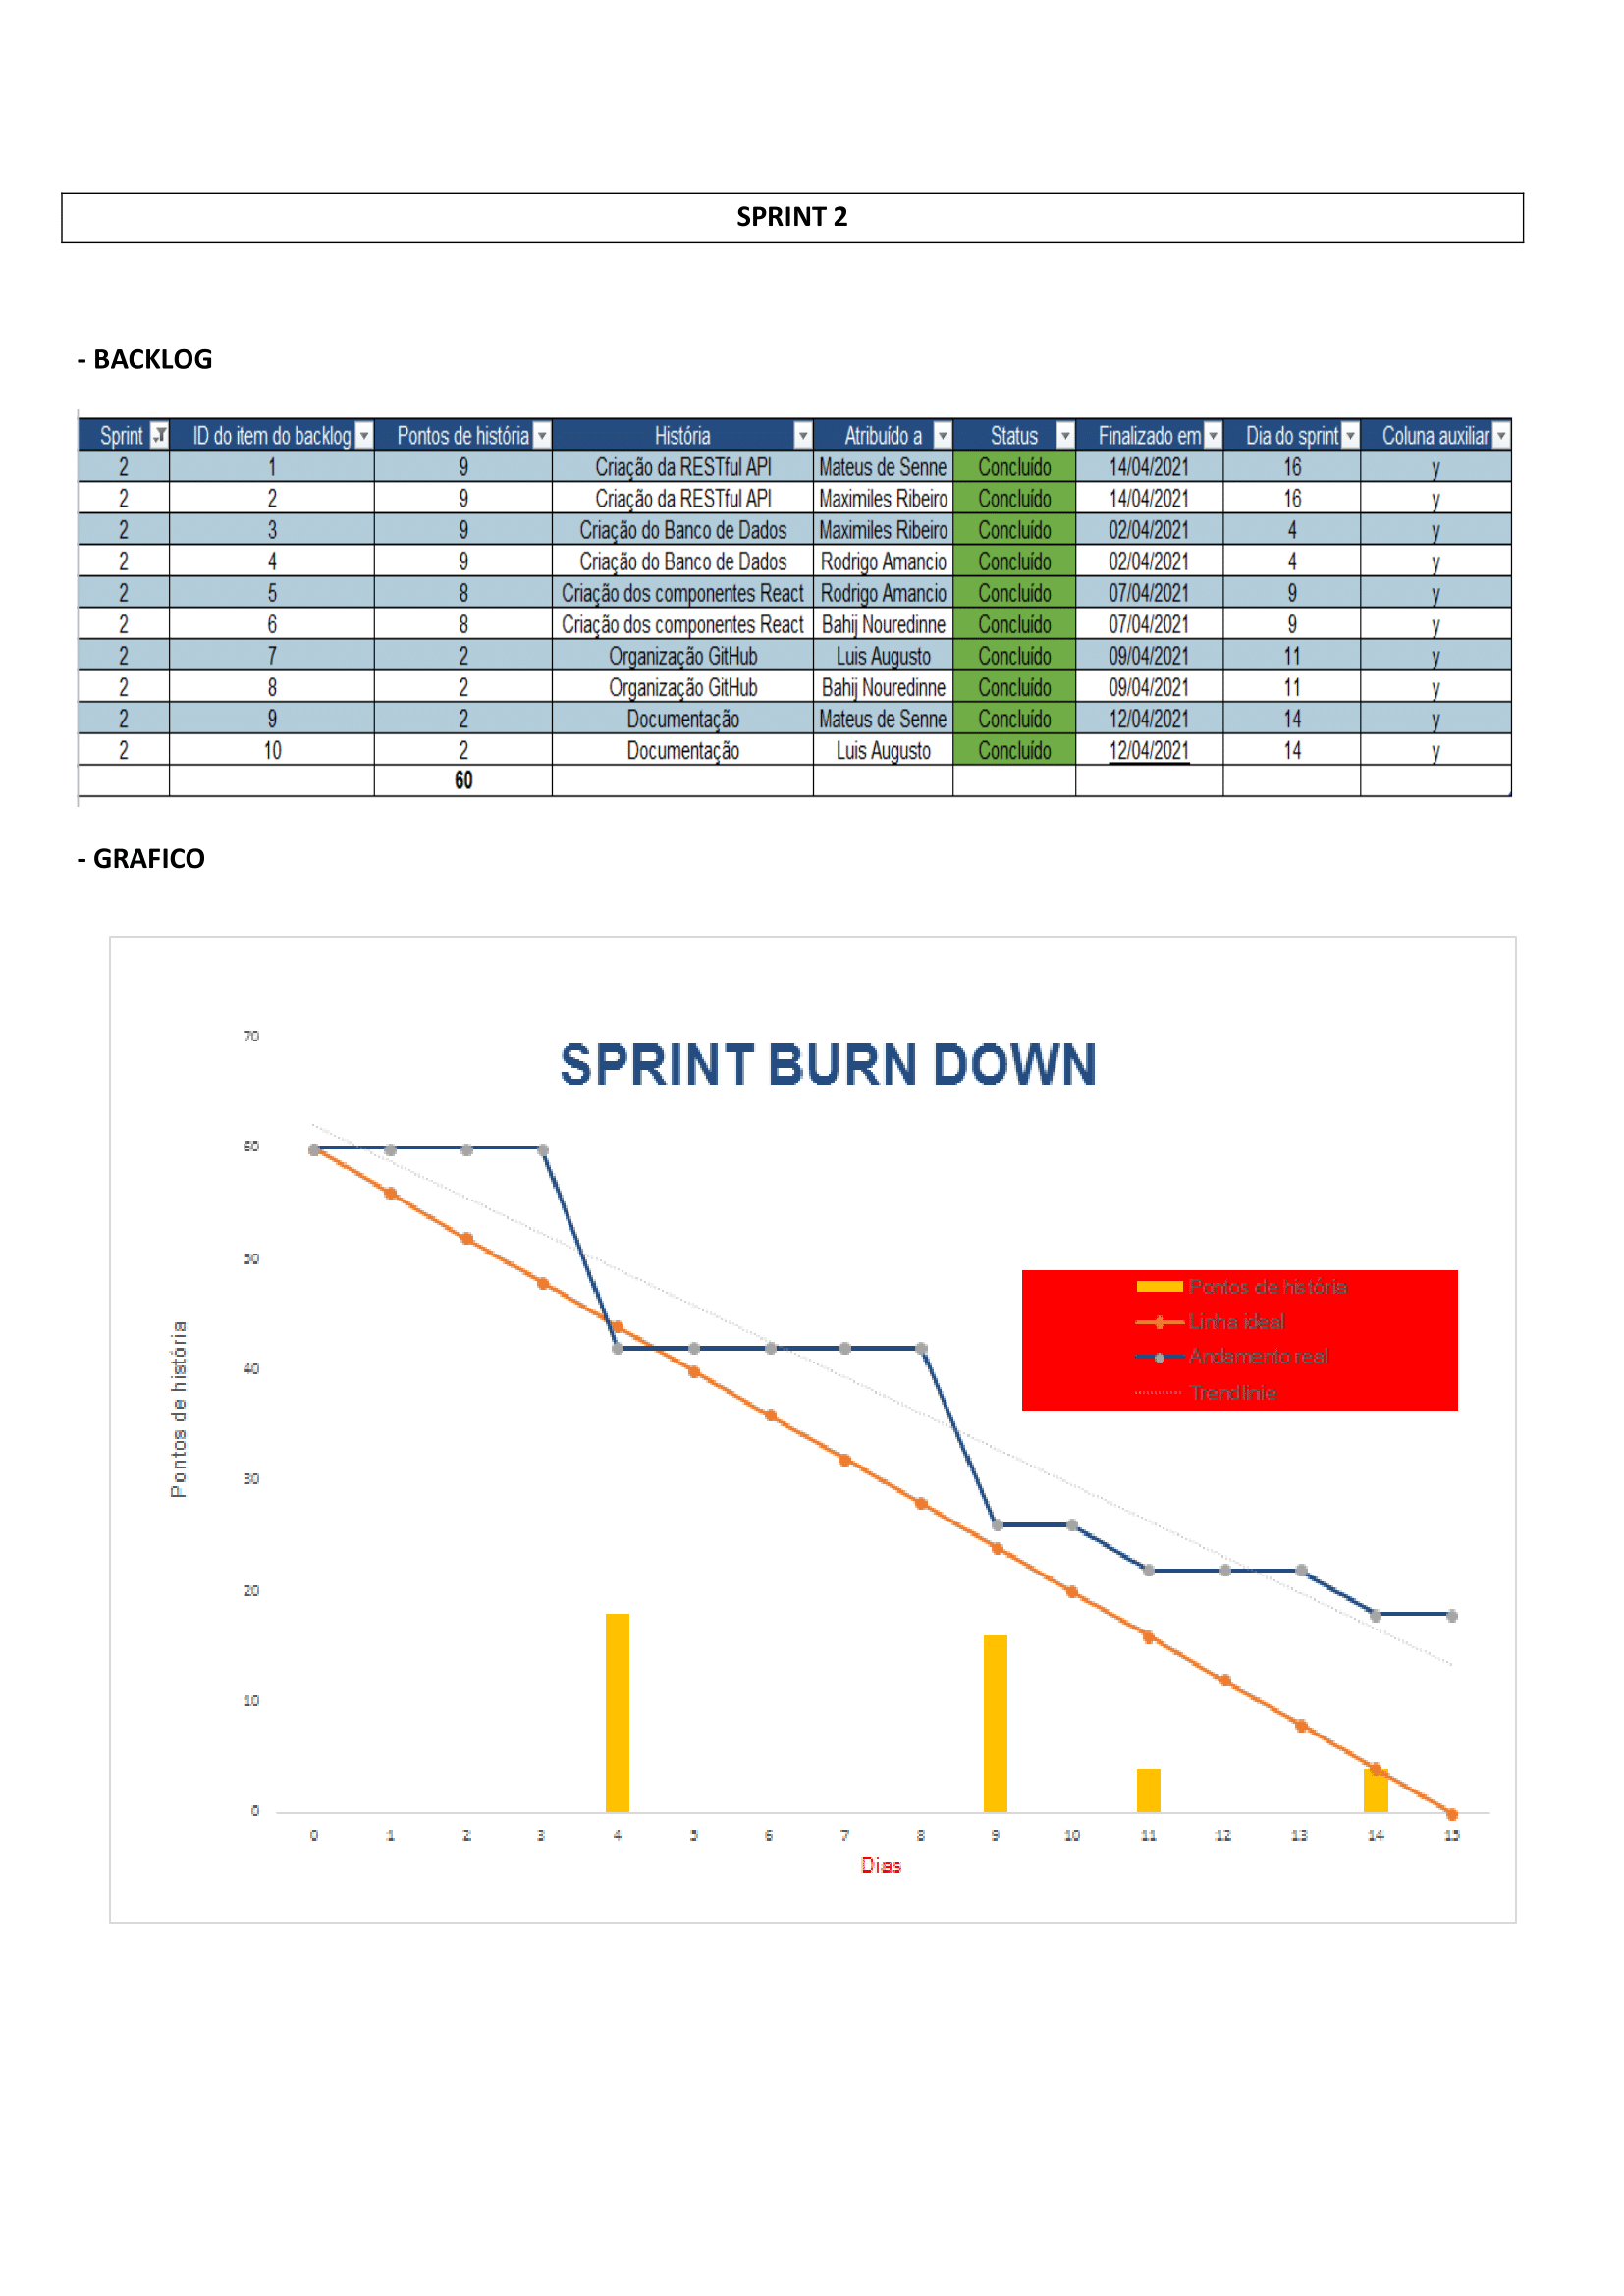 SPRINT 2
- BACKLOG
Sprint ID do item do backlog Pontos de história História Atribuído a Status Finalizado em Dia do sprint Coluna auxiliar
2 1 9 Criação da RESTful API Mateus de Senne Concluído 14/04/2021 16 y
2 2 9 Criação da RESTful API Maximiles Ribeiro Concluído 14/04/2021 16 y
2 3 9 Criação do Banco de Dados Maximiles Ribeiro Concluído 02/04/2021 4 y
2 4 9 Criação do Banco de Dados Rodrigo Amancio Concluído 02/04/2021 4 y
2 5 8 Criação dos componentes React Rodrigo Amancio Concluído 07/04/2021 9 y
2 6 8 Criação dos componentes React Bahij Nouredinne Concluído 07/04/2021 9 y
2 7 2 Organização GitHub Luis Augusto Concluído 09/04/2021 11 y
2 8 2 Organização GitHub Bahij Nouredinne Concluído 09/04/2021 11 y
2 9 2 Documentação Mateus de Senne Concluído 12/04/2021 14 y
2 10 2 Documentação Luis Augusto Concluído 12/04/2021 14 y
60
- GRAFICO
SPRINT BURN DOWN
70
60
50
40
30
20
10
0
Pontos de história
Pontos de história
Linha ideal
Andamento real
Trendlinie
0 1 2 3 4 5 6 7 8 9 10 11 12 13 14 15
Dias